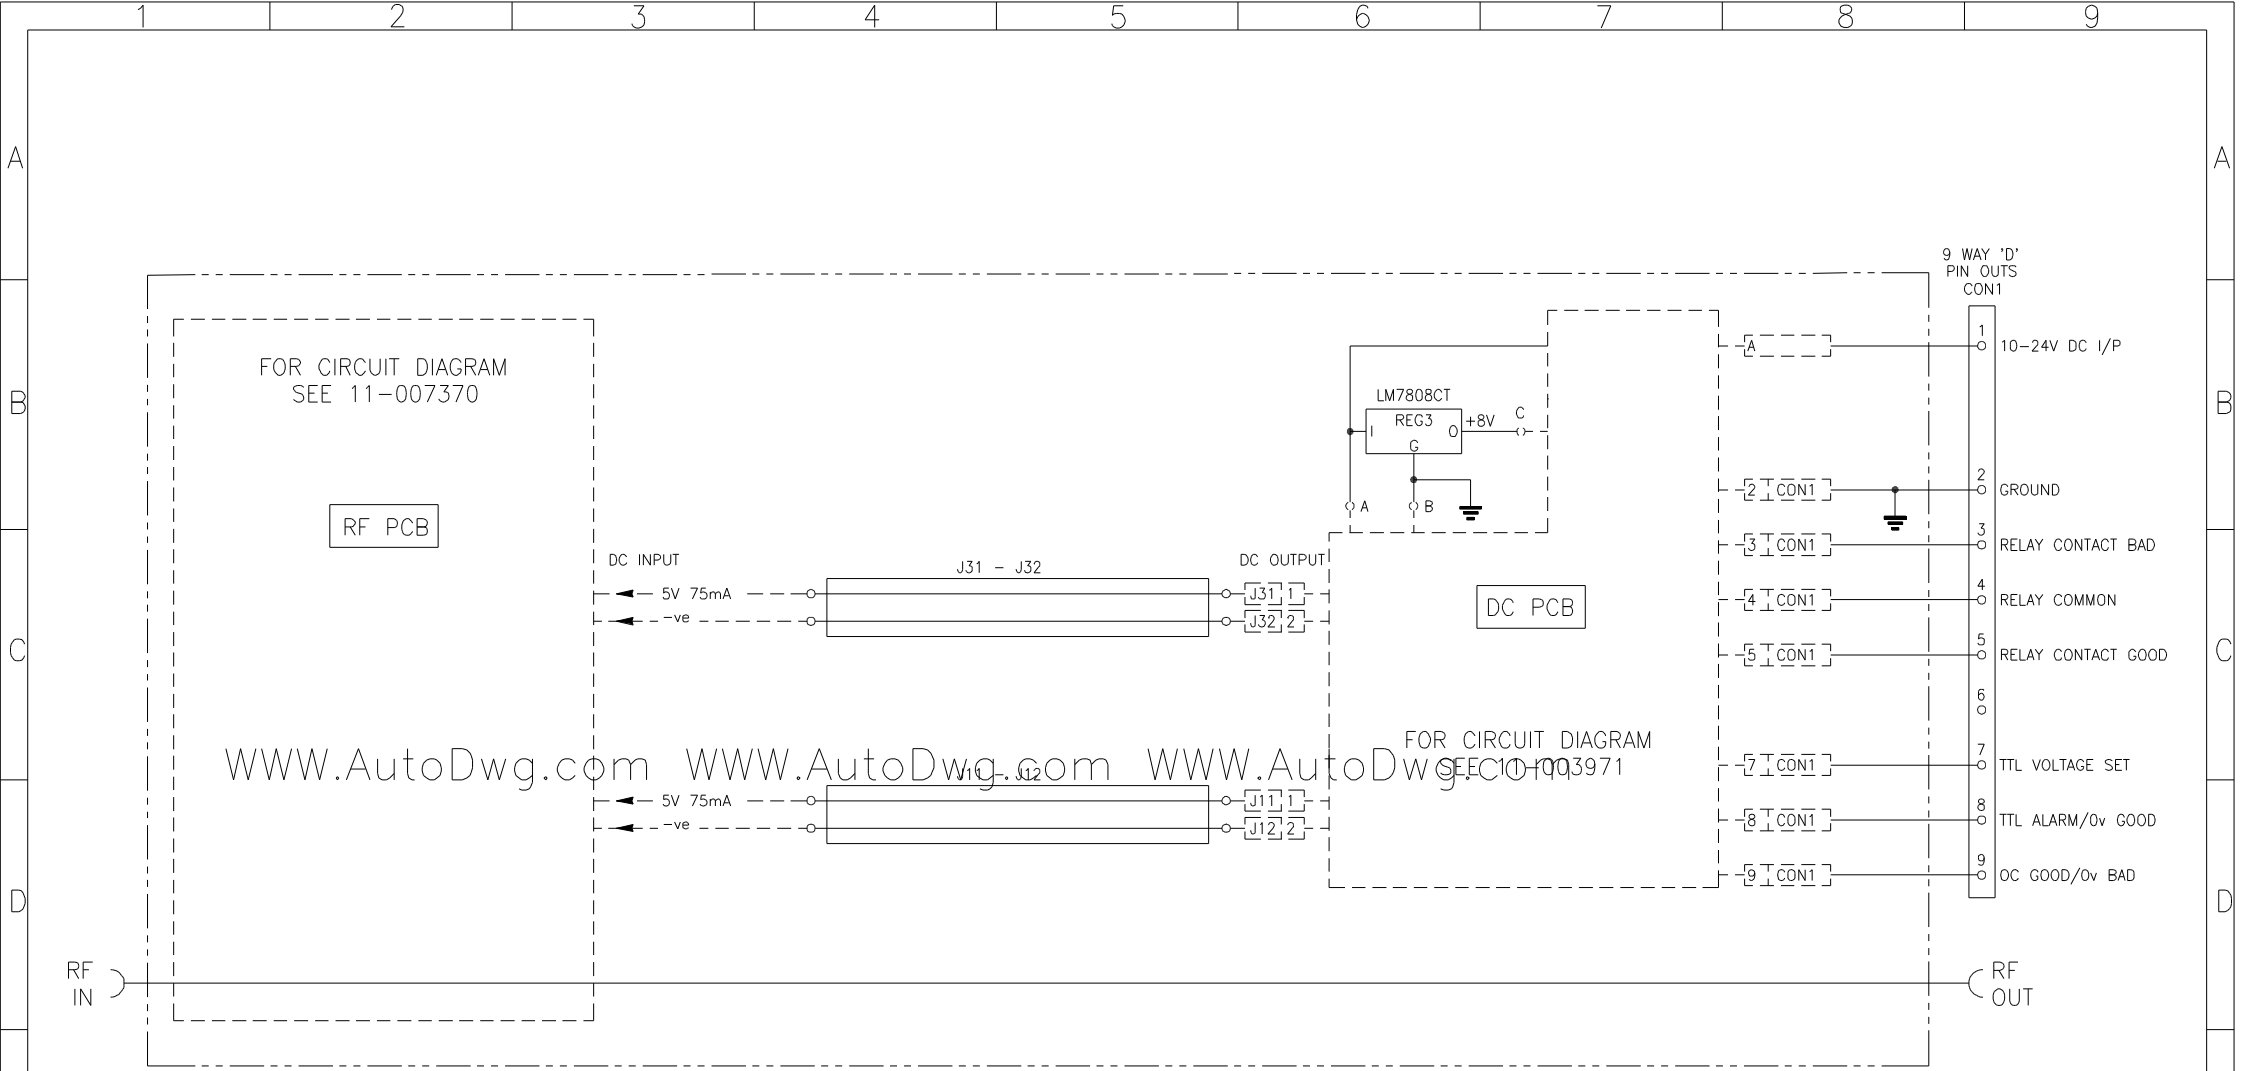 1 2 3 4 5 6 7 8 9
A A
9 WAY 'D'
PIN OUTS
CON1
FOR CIRCUIT DIAGRAM
SEE 11-007370
1
A
10-24V DC I/P
B B
LM7808CT
REG3
I O
G
+8V
C
A
B
2
2 CON1
GROUND
RF PCB
3
3 CON1
RELAY CONTACT BAD
DC INPUT
J31 - J32
DC OUTPUT
5V 75mA
J31 1
-ve
J32 2
DC PCB
4
4 CON1
RELAY COMMON
C C
5
5 CON1
RELAY CONTACT GOOD
6
FOR CIRCUIT DIAGRAM
SEE 11-003971
7
7 CON1
TTL VOLTAGE SET
WWW.AutoDwg.com WWW.AutoDwg.com WWW.AutoDwg.com
J11 - J12
5V 75mA
J11 1
-ve
J12 2
8
8 CON1
TTL ALARM/0v GOOD
9
9 CON1
OC GOOD/0v BAD
D D
RF
IN
RF
OUT